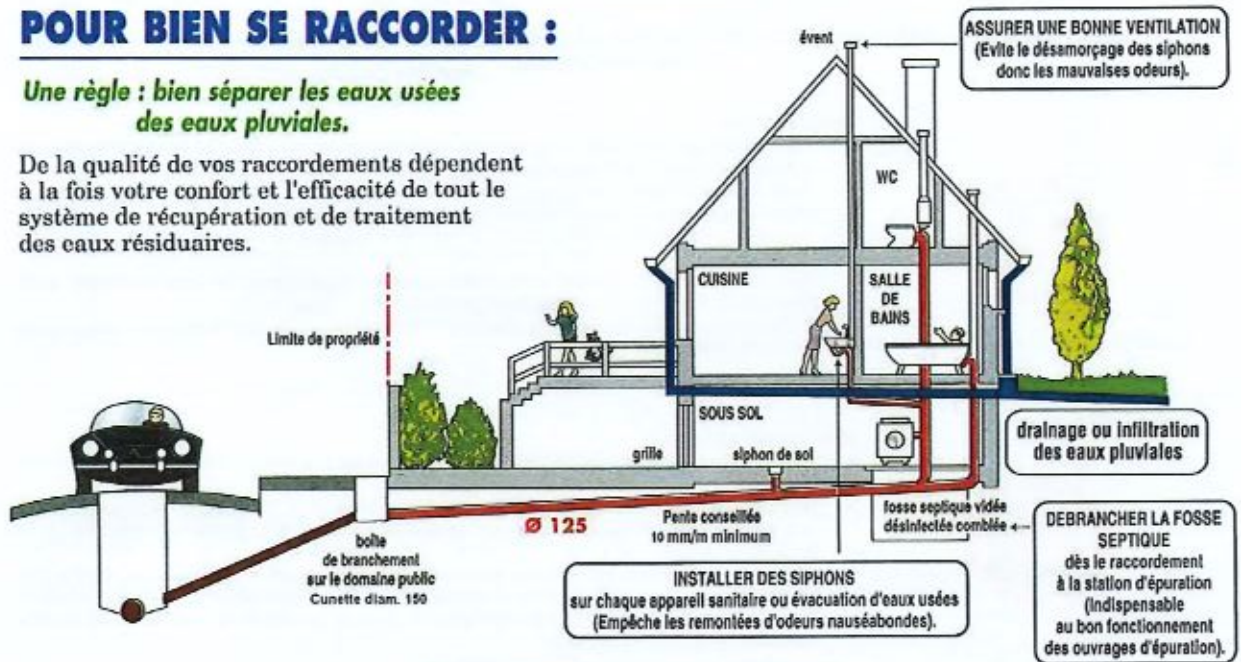 POUR BIEN SE RACCORDER :
Une règle : bien séparer les eaux usées
des eaux pluviales.
De la qualité de vos raccordements dépendent
à la fois votre confort et l'efficacité de tout le
système de récupération et de traitement
des eaux résiduaires.
évent
ASSURER UNE BONNE VENTILATION
(Evite le désamorçage des siphons
donc les mauvaises odeurs).
WC
CUISINE
SALLE
DE
BAINS
Limite de propriété
SOUS SOL
grille
siphon de sol
drainage ou infiltration
des eaux pluviales
Ø 125
Pente conseillée
10 mm/m minimum
fosse septique vidée
désinfectée comblée
boîte
de branchement
sur le domaine public
Cunette diam. 150
INSTALLER DES SIPHONS
sur chaque appareil sanitaire ou évacuation d'eaux usées
(Empêche les remontées d'odeurs nauséabondes).
DEBRANCHER LA FOSSE
SEPTIQUE
dès le raccordement
à la station d'épuration
(Indispensable
au bon fonctionnement
des ouvrages d'épuration).